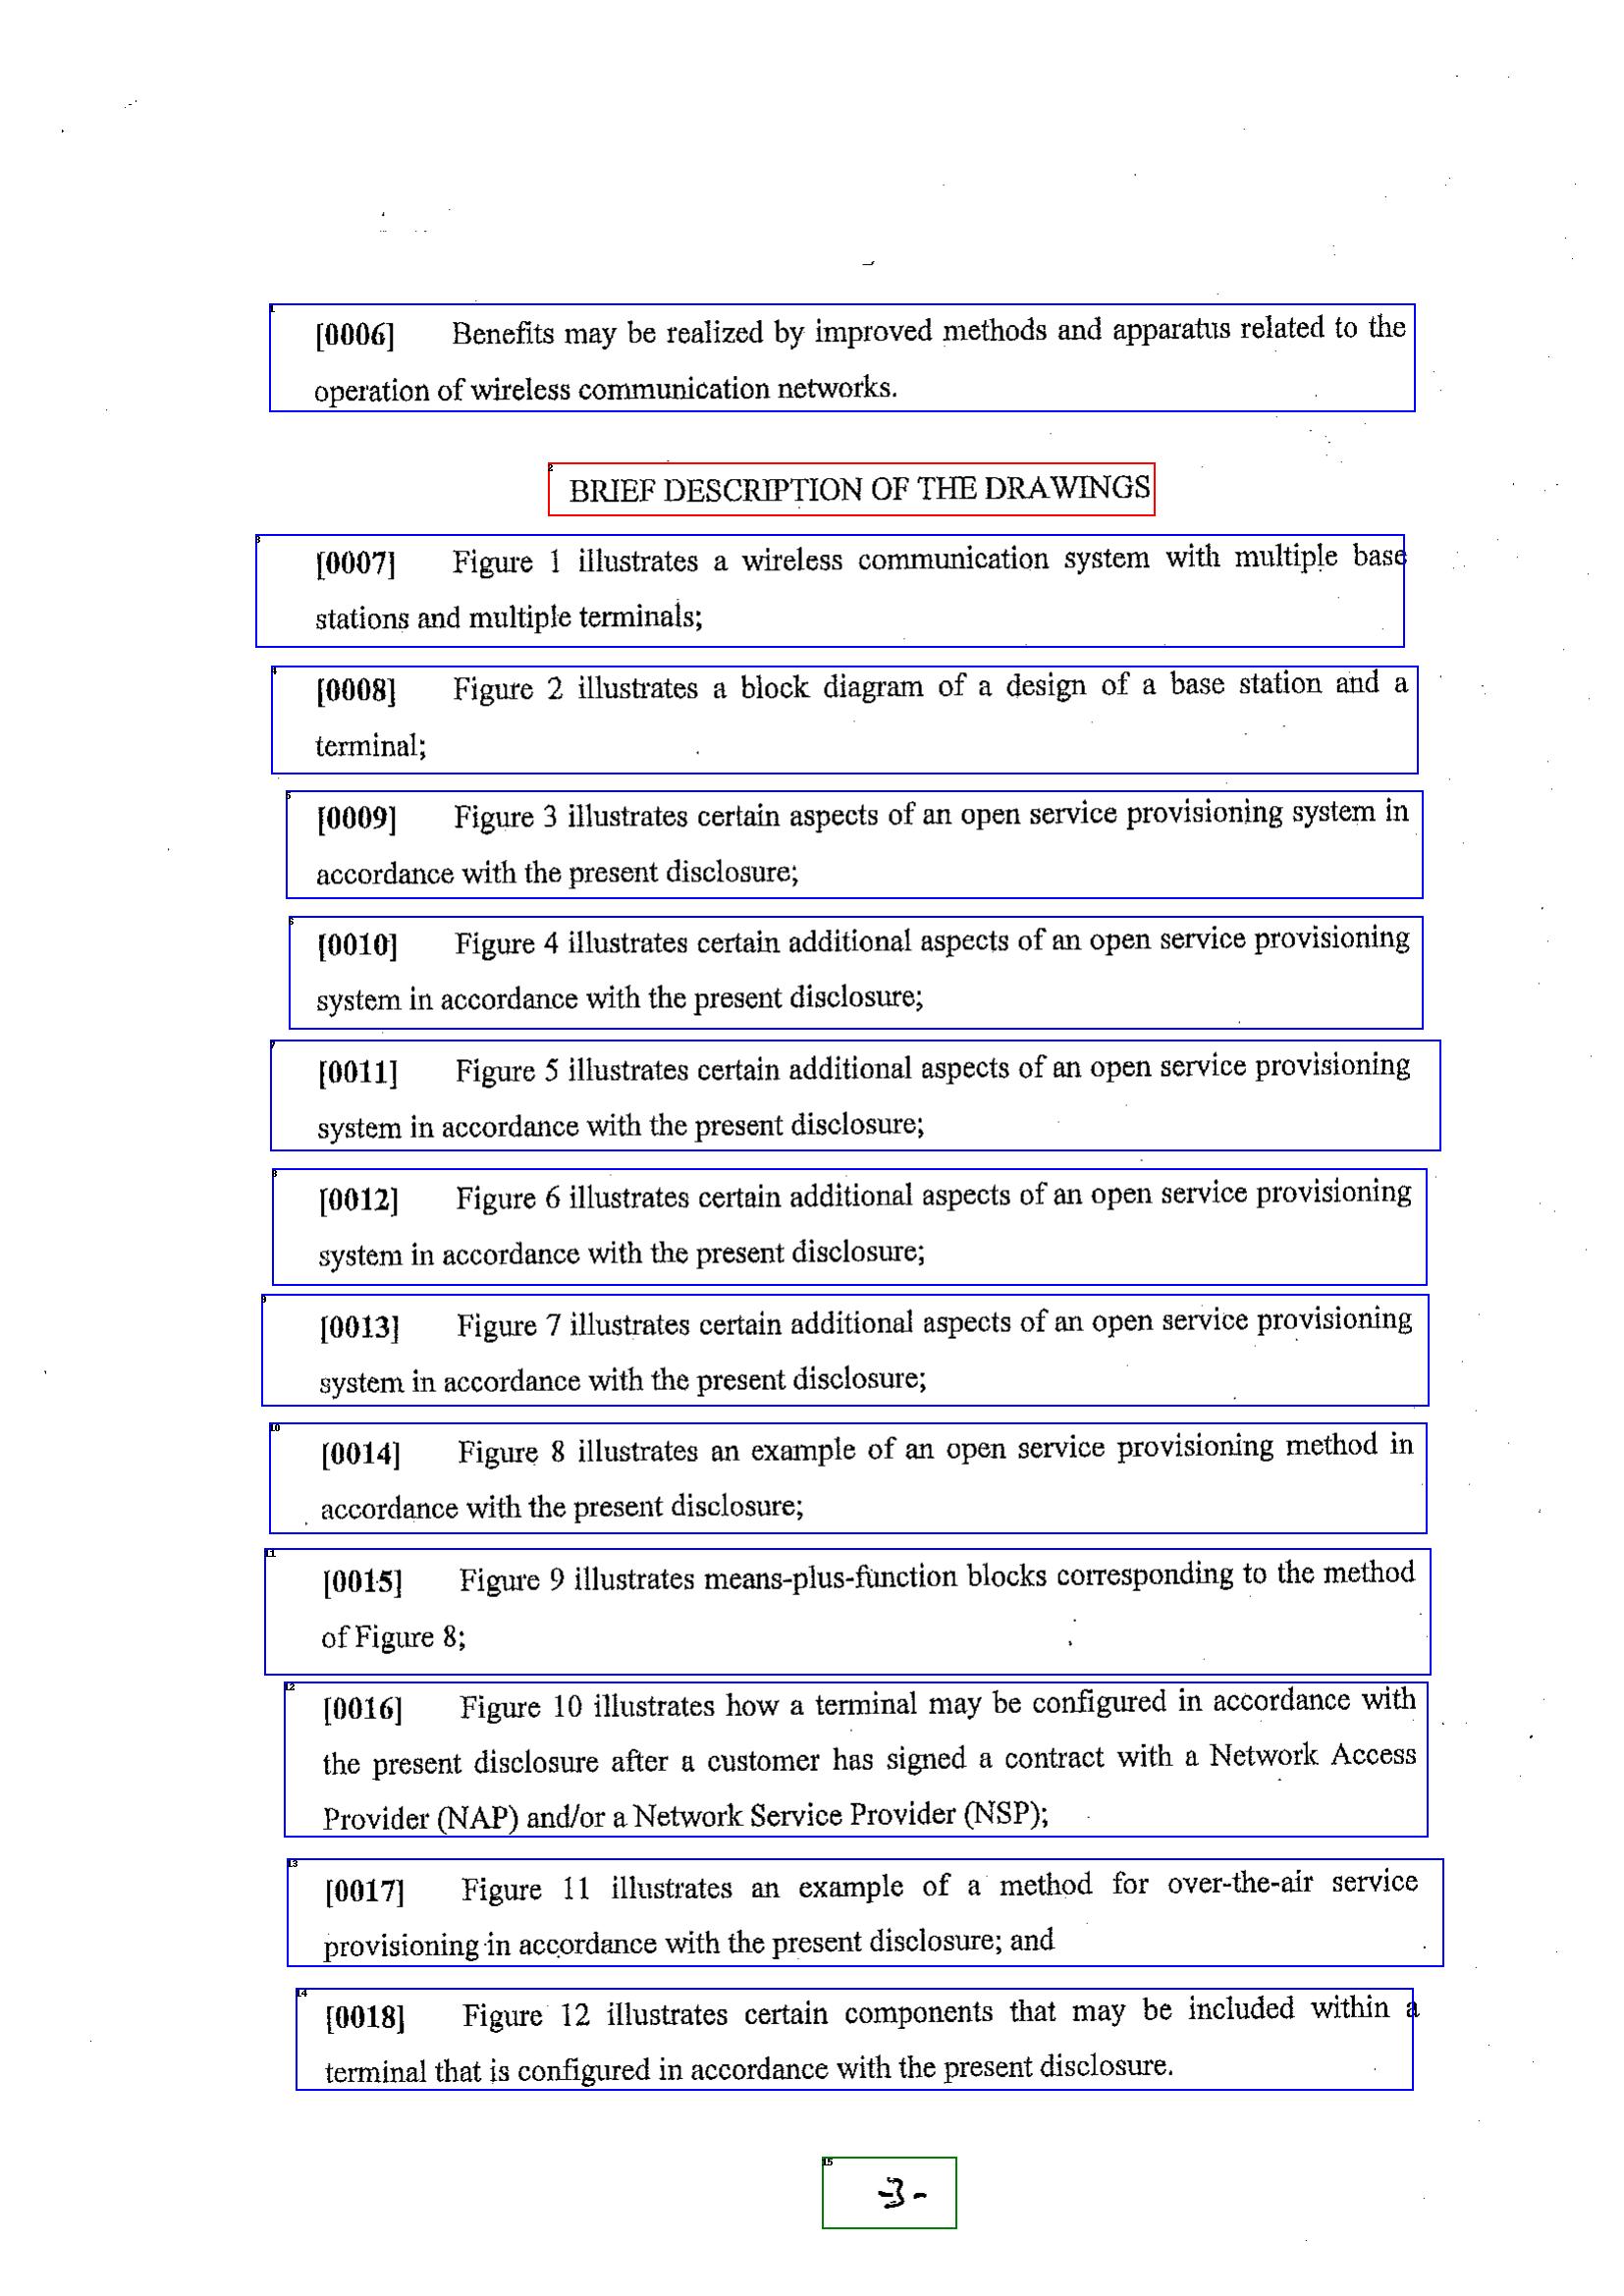 [0006] Benefits may be realized by improved methods and apparatus related to the
operation of wireless communication networks.
BRIEF DESCRIPTION OF THE DRAWINGS
[0007] Figure 1 illustrates a wireless communication system with multiple base
stations and multiple terminals;
[0008] Figure 2 illustrates a block diagram of a design of a base station and a
terminal;
[0009] Figure 3 illustrates certain aspects of an open service provisioning system in
accordance with the present disclosure;
[0010] Figure 4 illustrates certain additional aspects of an open service provisioning
system in accordance with the present disclosure;
[0011] Figure 5 illustrates certain additional aspects of an open service provisioning
system in accordance with the present disclosure;
[0012] Figure 6 illustrates certain additional aspects of an open service provisioning
system in accordance with the present disclosure;
[0013] Figure 7 illustrates certain additional aspects of an open service provisioning
system in accordance with the present disclosure;
[0014] Figure 8 illustrates an example of an open service provisioning method in
accordance with the present disclosure;
[0015] Figure 9 illustrates means-plus-function blocks corresponding to the method
of Figure 8;
[0016] Figure 10 illustrates how a terminal may be configured in accordance with
the present disclosure after a customer has signed a contract with a Network Access
Provider (NAP) and/or a Network Service Provider (NSP);
[0017] Figure 11 illustrates an example of a method for over-the-air service
provisioning in accordance with the present disclosure; and
[0018] Figure 12 illustrates certain components that may be included within a
terminal that is configured in accordance with the present disclosure.
-3-